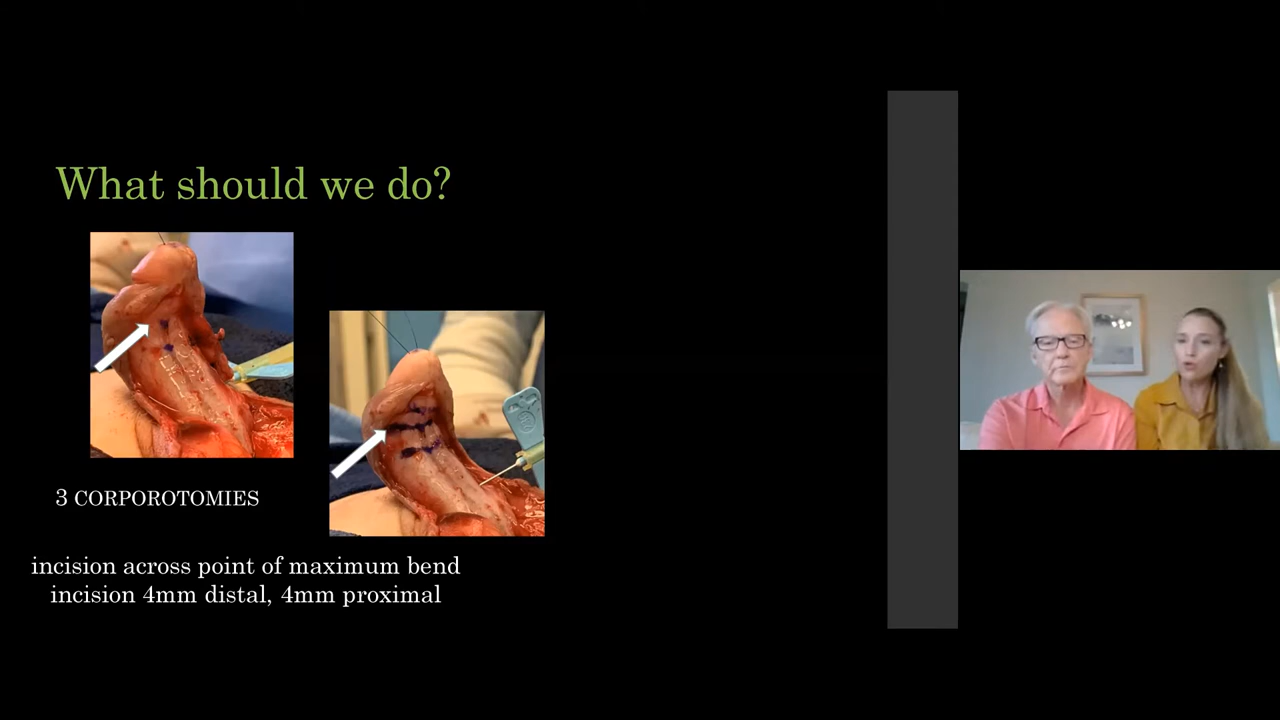 What should we do?
3 CORPOROTOMIES
incision across point of maximum bend
incision 4mm distal, 4mm proximal